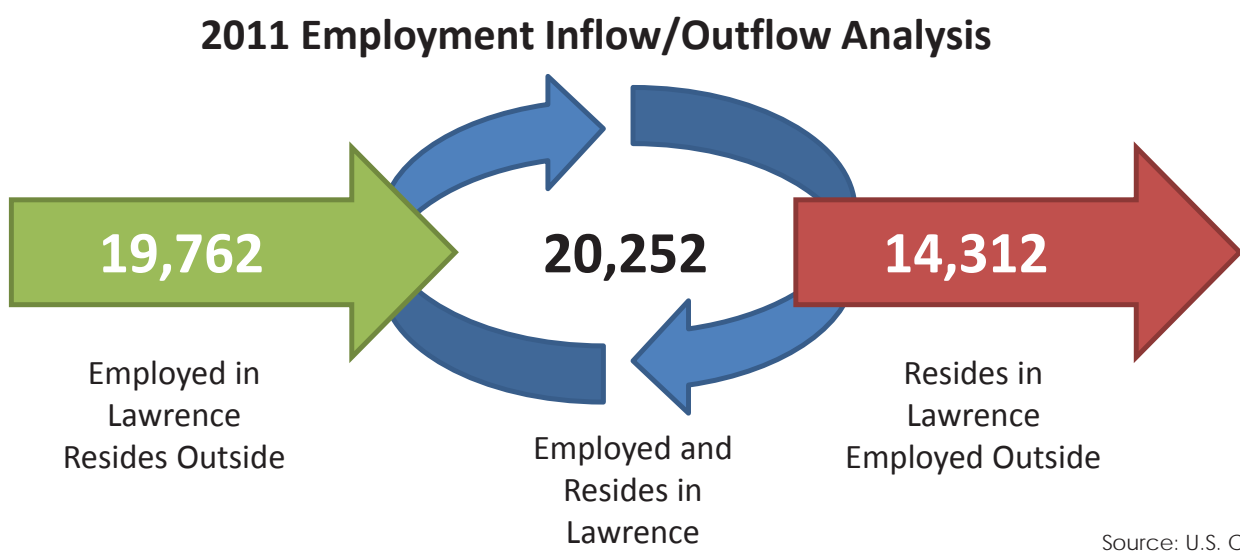 2011 Employment Inflow/Outflow Analysis
19,762
20,252
14,312
Employed in
Lawrence
Resides Outside
Employed and
Resides in
Lawrence
Resides in
Lawrence
Employed Outside
Source: U.S.